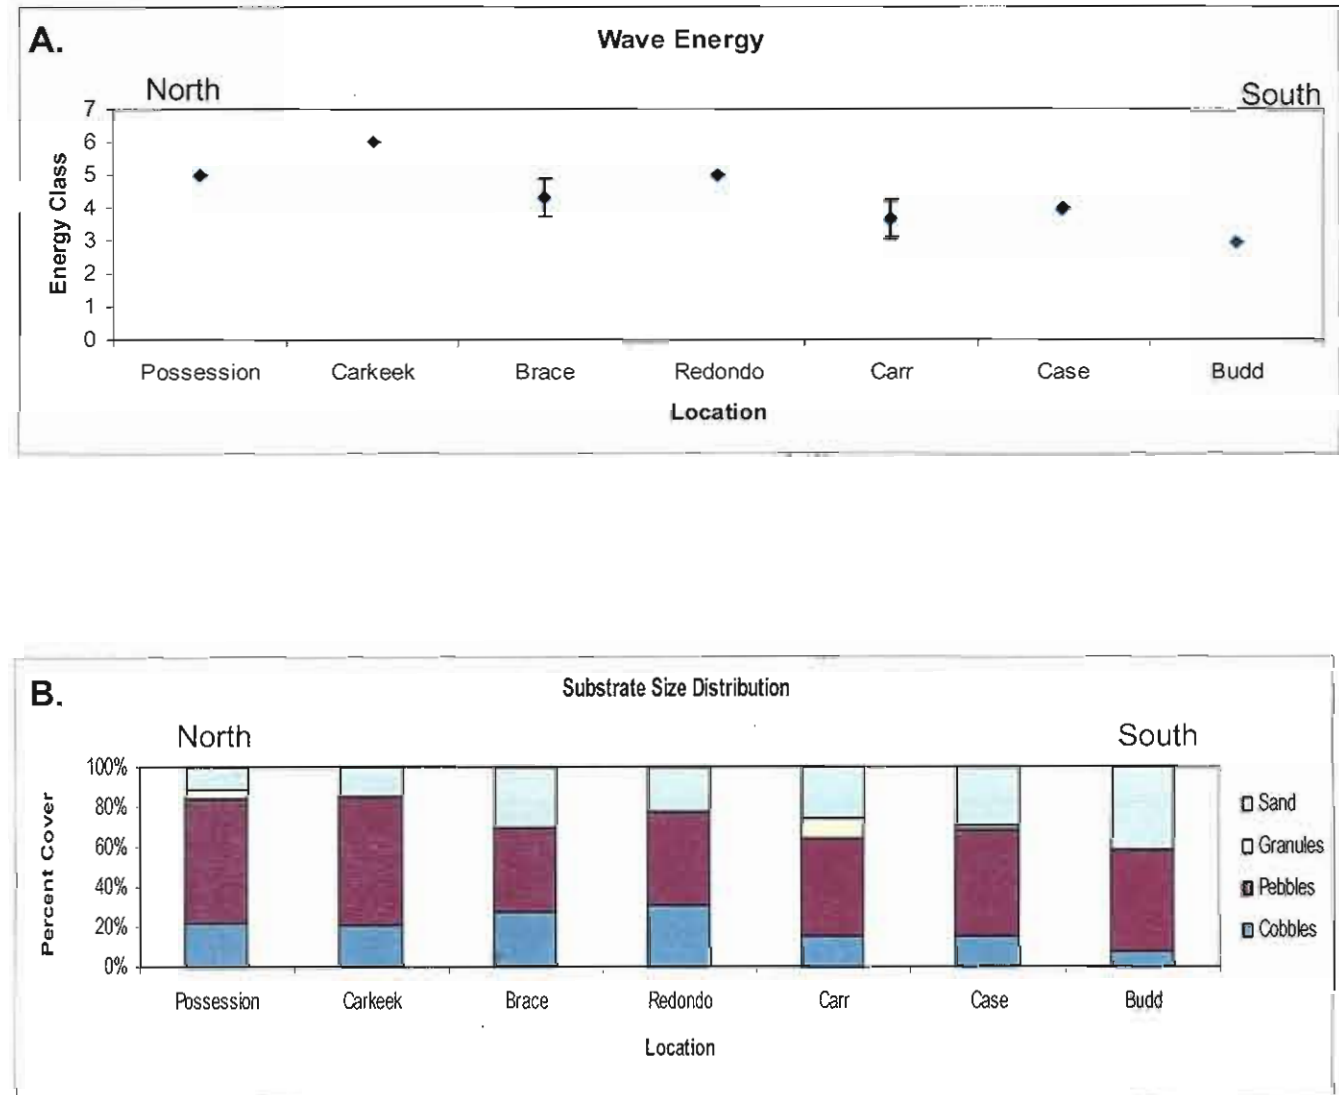 A.
Wave Energy
North
South
7
6
5
4
3
2
1
0
Energy Class
Possession Carkeek Brace Redondo Carr Case Budd
Location
B.
Substrate Size Distribution
North
South
100%
80%
60%
40%
20%
0%
Percent Cover
Sand
Granules
Pebbles
Cobbles
Possession Carkeek Brace Redondo Carr Case Budd
Location